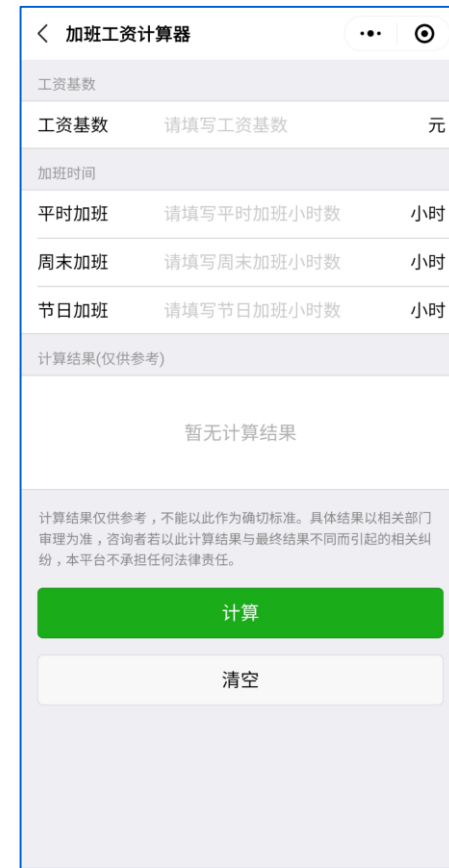 加班工资计算器
工资基数
工资基数 请填写工资基数 元
加班时间
平时加班 请填写平时加班小时数 小时
周末加班 请填写周末加班小时数 小时
节日加班 请填写节日加班小时数 小时
计算结果(仅供参考)
暂无计算结果
计算结果仅供参考，不能以此作为确切标准。具体结果以相关部门
审理为准，咨询者若以此计算结果与最终结果不同而引起的相关纠
纷，本平台不承担任何法律责任。
计算
清空